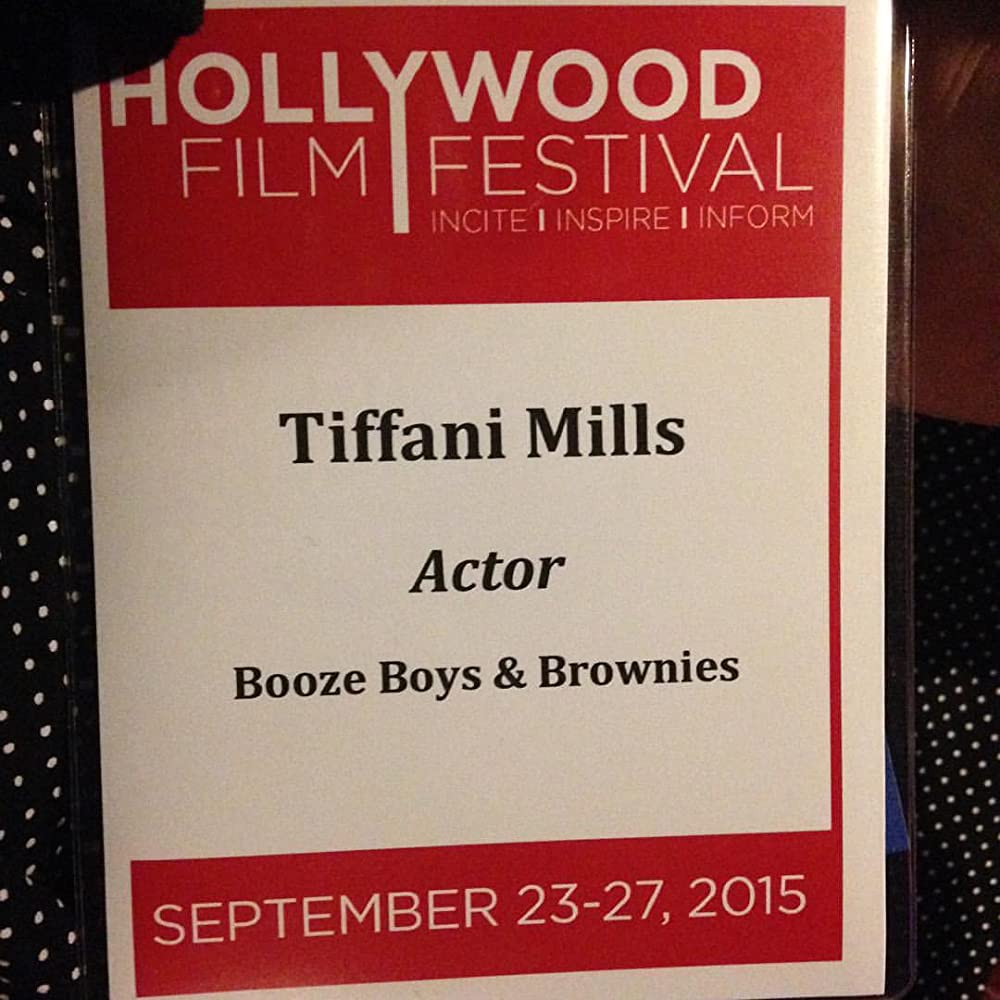 HOLLYWOOD
FILM FESTIVAL
INCITE I INSPIRE I INFORM
Tiffani Mills
Actor
Booze Boys & Brownies
SEPTEMBER 23-27, 2015